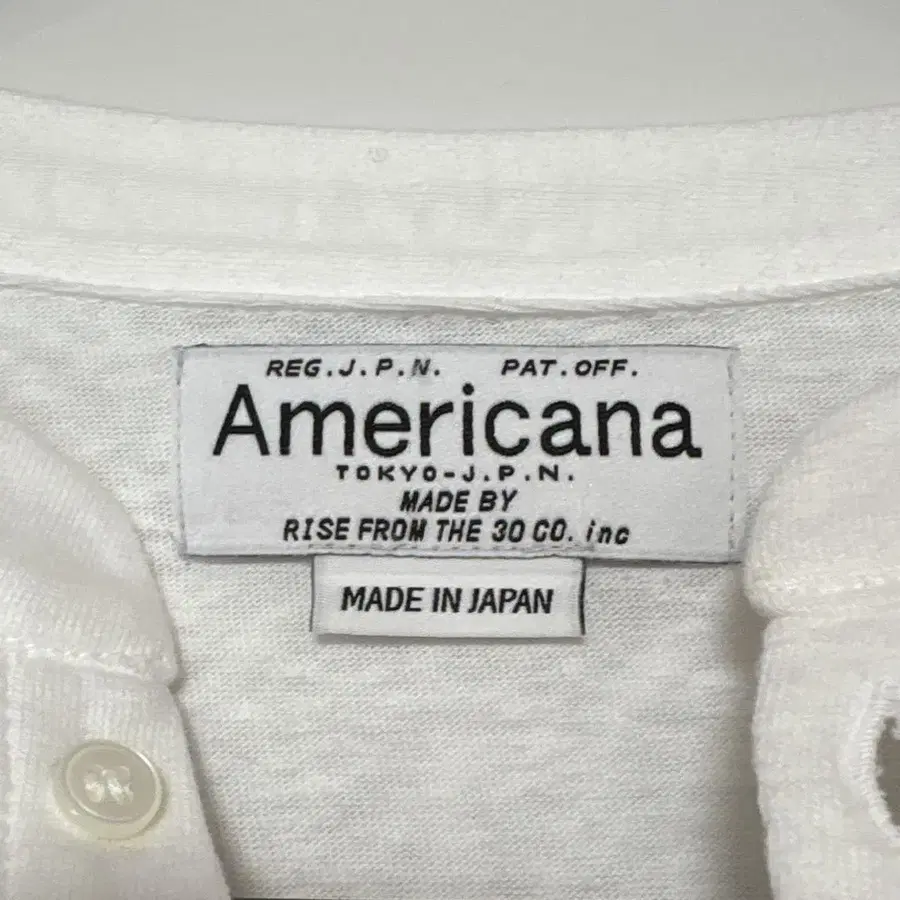 REG.J.P.N. PAT.OFF.
Americana
TOKYO-J.P.N.
MADE BY
RISE FROM THE 30 CO. inc
MADE IN JAPAN